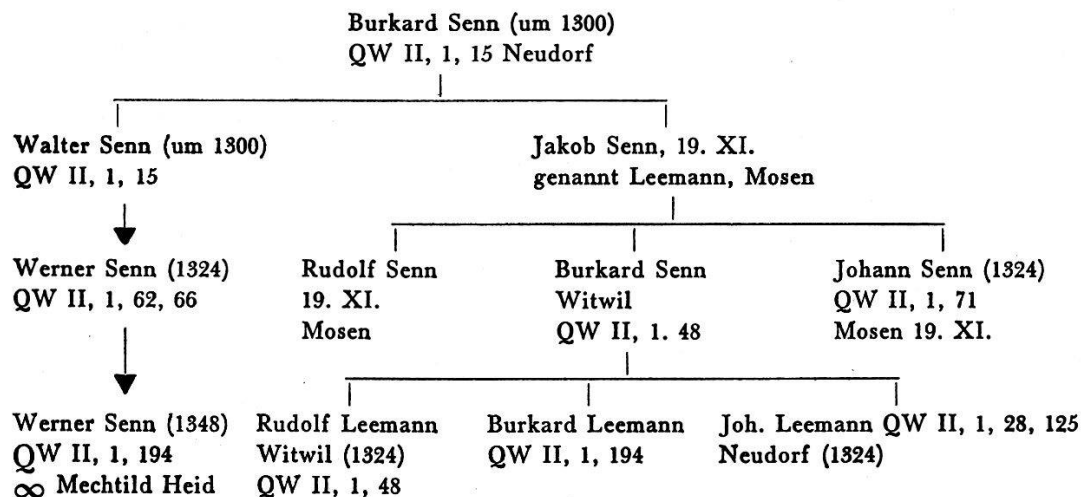 Burkard Senn (um 1300)
QW II, 1, 15 Neudorf
Walter Senn (um 1300)
QW II, 1, 15
Jakob Senn, 19. XI.
genannt Leemann, Mosen
Werner Senn (1324)
QW II, 1, 62, 66
Rudolf Senn
19. XI.
Mosen
Burkard Senn
Witwil
QW II, 1. 48
Johann Senn (1324)
QW II, 1, 71
Mosen 19. XI.
Werner Senn (1348)
QW II, 1, 194
∞ Mechtild Heid
Rudolf Leemann
Witwil (1324)
QW II, 1, 48
Burkard Leemann
QW II, 1, 194
Joh. Leemann QW II, 1, 28, 125
Neudorf (1324)